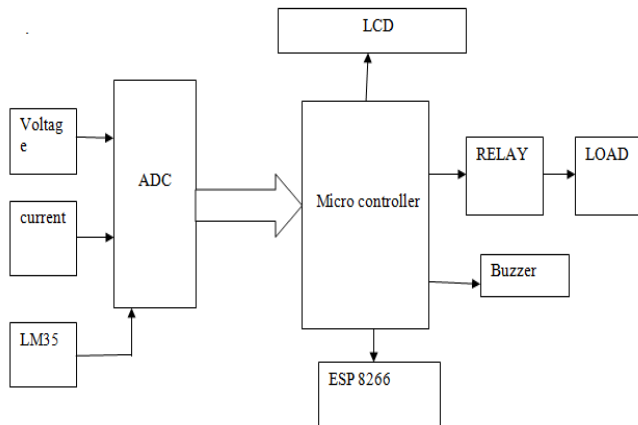 LCD
Voltag
e
ADC
RELAY
LOAD
current
Micro controller
Buzzer
LM35
ESP 8266